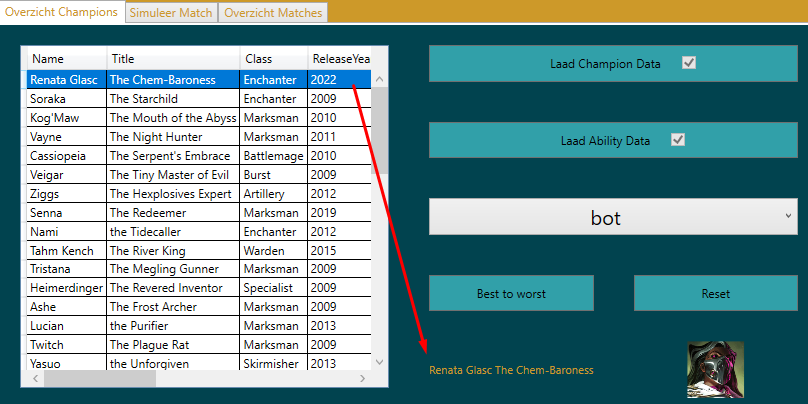 Overzicht Champions Simuleer Match Overzicht Matches
Name Title Class ReleaseYea
Renata Glasc The Chem-Baroness Enchanter 2022
Soraka The Starchild Enchanter 2009
Kog'Maw The Mouth of the Abyss Marksman 2010
Vayne The Night Hunter Marksman 2011
Cassiopeia The Serpent's Embrace Battlemage 2010
Veigar The Tiny Master of Evil Burst 2009
Ziggs The Hexplosives Expert Artillery 2012
Senna The Redeemer Marksman 2019
Nami the Tidecaller Enchanter 2012
Tahm Kench The River King Warden 2015
Tristana The Megling Gunner Marksman 2009
Heimerdinger The Revered Inventor Specialist 2009
Ashe The Frost Archer Marksman 2009
Lucian the Purifier Marksman 2013
Twitch The Plague Rat Marksman 2009
Yasuo the Unforgiven Skirmisher 2013
Laad Champion Data
Laad Ability Data
bot
Best to worst Reset
Renata Glasc The Chem-Baroness